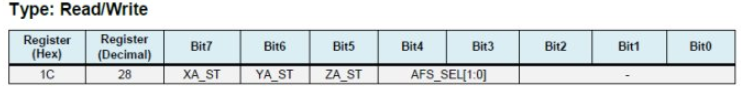 Type: Read/Write
Register (Hex) Register (Decimal) Bit7 Bit6 Bit5 Bit4 Bit3 Bit2 Bit1 Bit0
1C 28 XA_ST YA_ST ZA_ST AFS_SEL[1:0] -